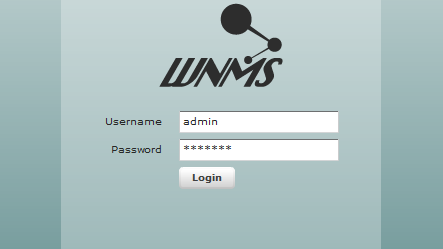 WNMS
Username admin
Password *******
Login